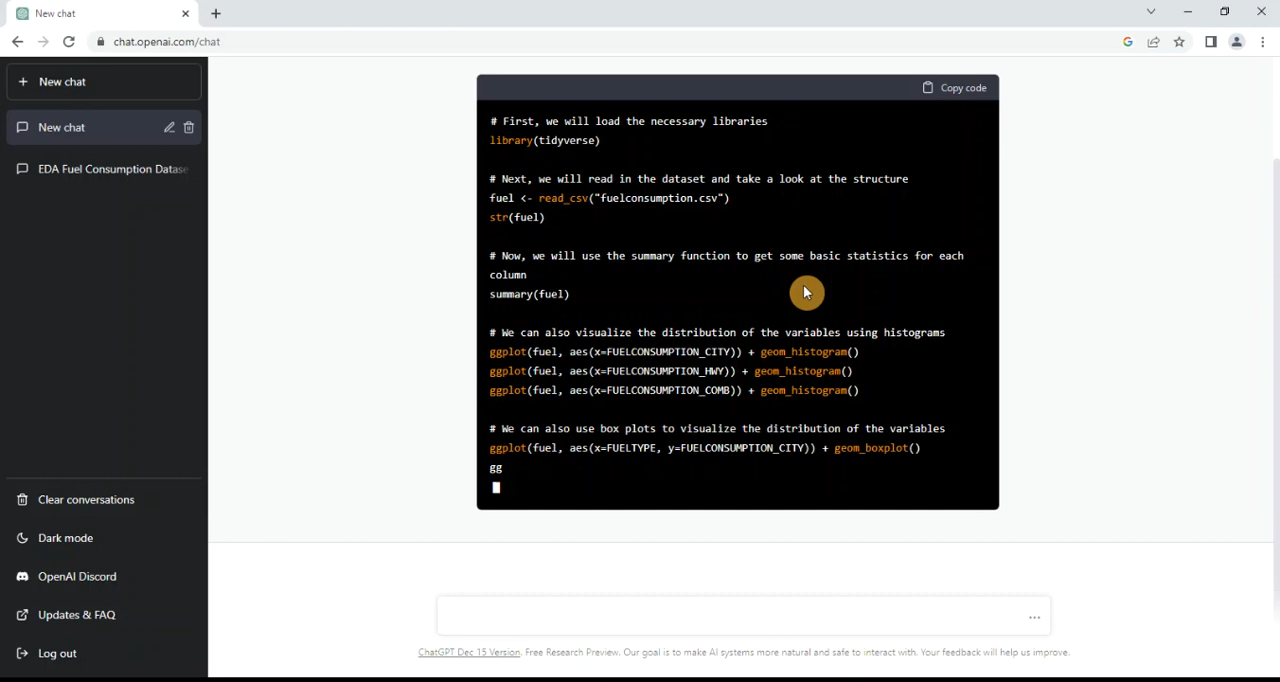 New chat
chat.openai.com/chat
New chat
New chat
EDA Fuel Consumption Datase
Clear conversations
Dark mode
OpenAI Discord
Updates & FAQ
Log out
Copy code
# First, we will load the necessary libraries
library(tidyverse)
# Next, we will read in the dataset and take a look at the structure
fuel <- read_csv("fuelconsumption.csv")
str(fuel)
# Now, we will use the summary function to get some basic statistics for each
column
summary(fuel)
# We can also visualize the distribution of the variables using histograms
ggplot(fuel, aes(x=FUELCONSUMPTION_CITY)) + geom_histogram()
ggplot(fuel, aes(x=FUELCONSUMPTION_HWY)) + geom_histogram()
ggplot(fuel, aes(x=FUELCONSUMPTION_COMB)) + geom_histogram()
# We can also use box plots to visualize the distribution of the variables
ggplot(fuel, aes(x=FUELTYPE, y=FUELCONSUMPTION_CITY)) + geom_boxplot()
gg
ChatGPT Dec 15 Version. Free Research Preview. Our goal is to make AI systems more natural and safe to interact with. Your feedback will help us improve.